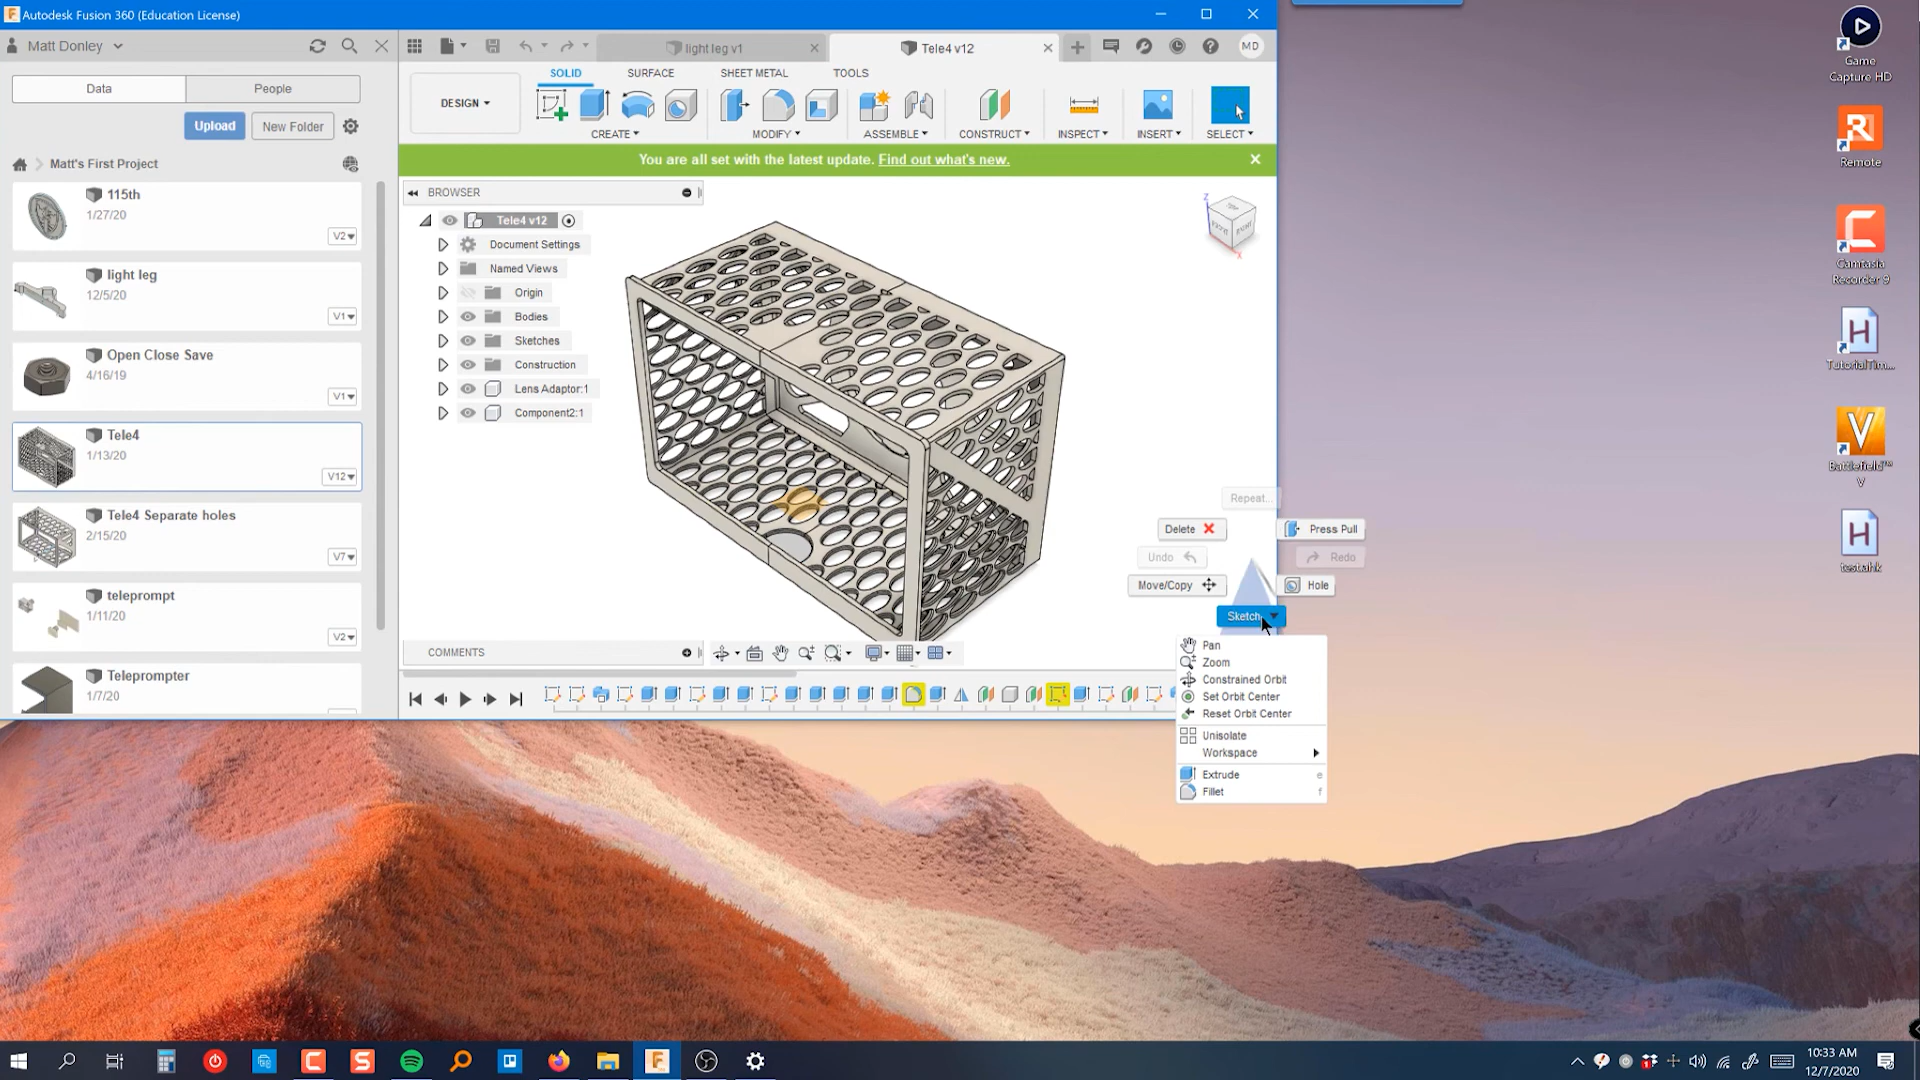 Autodesk Fusion 360 (Education License)
Matt Donley
Data
People
Upload
New Folder
Matt's First Project
115th
1/27/20
V2
light leg
12/5/20
V1
Open Close Save
4/16/19
V1
Tele4
1/13/20
V12
Tele4 Separate holes
2/15/20
V7
teleprompt
1/11/20
V2
Teleprompter
1/7/20
light leg v1
Tele4 v12
MD
DESIGN
SOLID
SURFACE
SHEET METAL
TOOLS
CREATE
MODIFY
ASSEMBLE
CONSTRUCT
INSPECT
INSERT
SELECT
You are all set with the latest update. Find out what's new.
BROWSER
Tele4 v12
Document Settings
Named Views
Origin
Bodies
Sketches
Construction
Lens Adaptor:1
Component2:1
Z
X
Repeat...
Delete
Press Pull
Undo
Redo
Move/Copy
Hole
Sketch
Pan
Zoom
Constrained Orbit
Set Orbit Center
Reset Orbit Center
Unisolate
Workspace
Extrude e
Fillet f
COMMENTS
Game
Capture HD
Remote
Camtasia
Recorder 9
TutorialTim...
Battlefield™
V
test.ahk
10:33 AM
12/7/2020